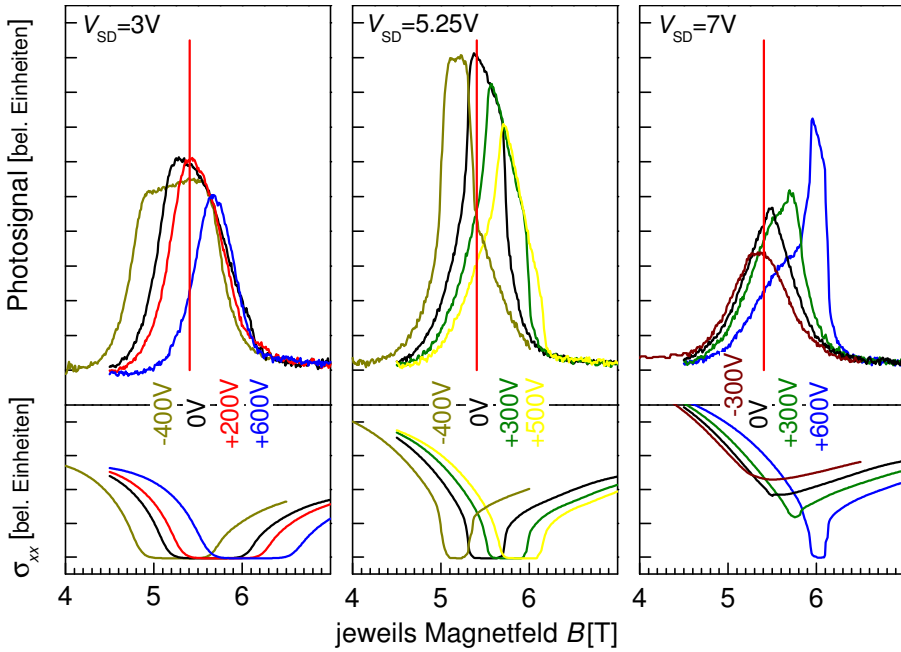 V_SD=3V
V_SD=5.25V
V_SD=7V
Photosignal [bel. Einheiten]
-400V
0V
+200V
+600V
-400V
0V
+300V
+500V
-300V
0V
+300V
+600V
σ_xx [bel. Einheiten]
4 5 6 4 5 6 4 5 6
jeweils Magnetfeld B[T]